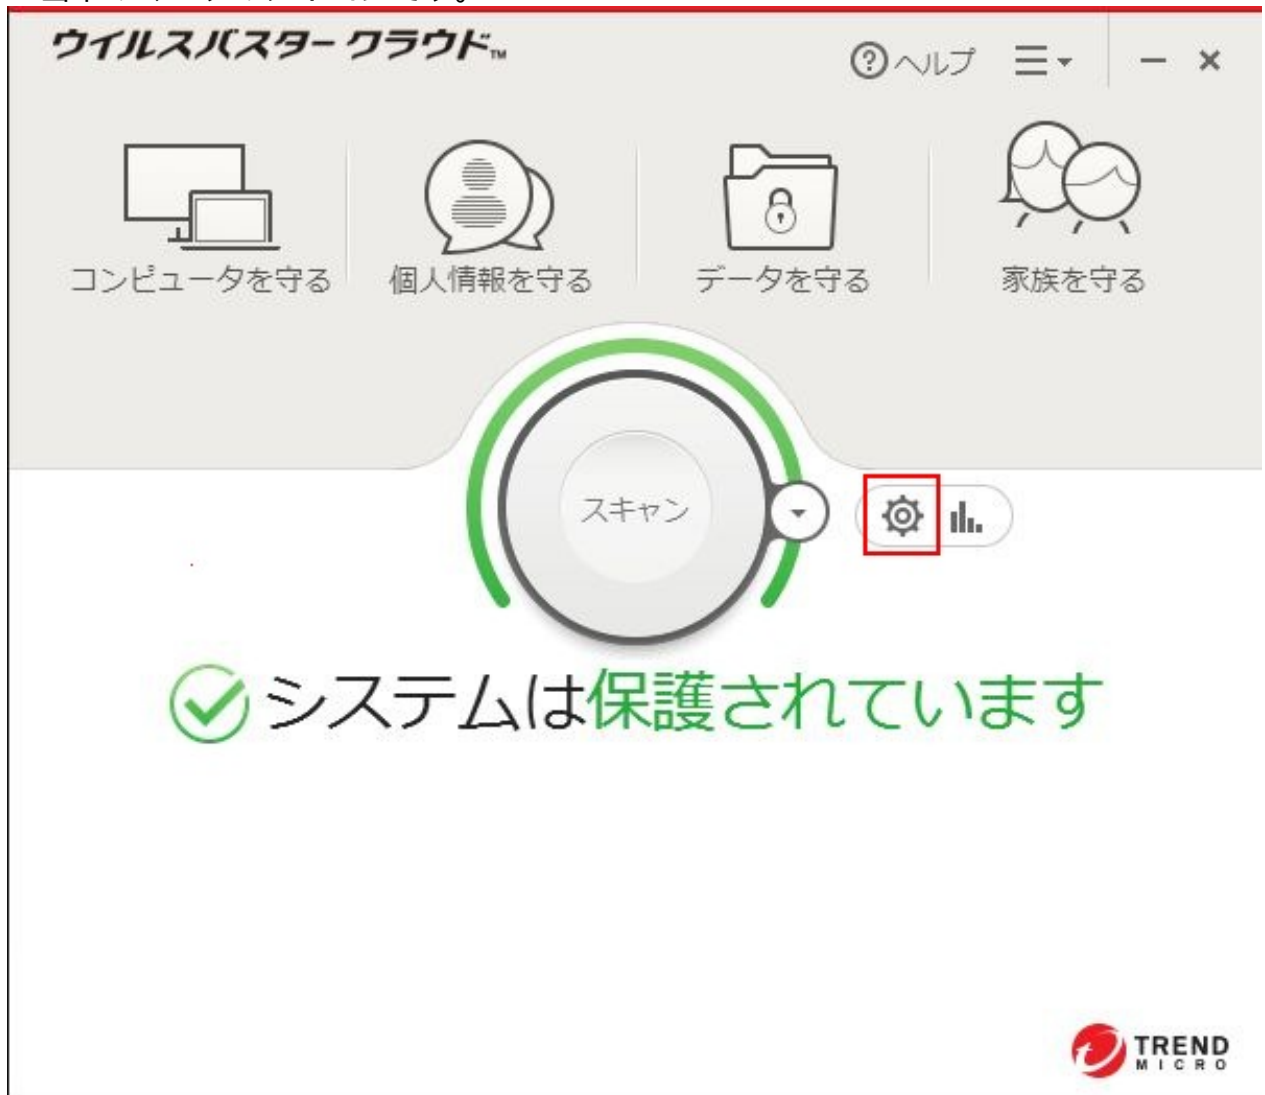 ウイルスバスター クラウド™
ヘルプ
コンピュータを守る
個人情報を守る
データを守る
家族を守る
スキャン
システムは保護されています
TREND
MICRO